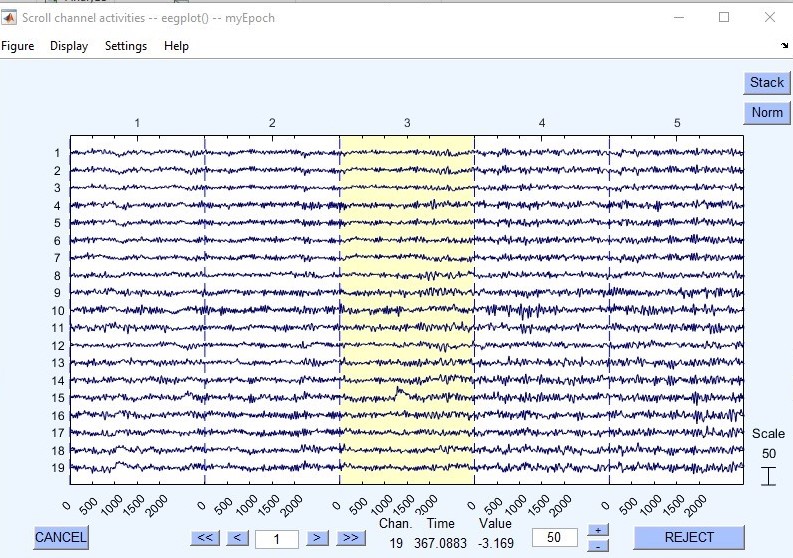 Scroll channel activities -- eegplot() -- myEpoch
Figure Display Settings Help
Stack
Norm
1 2 3 4 5
1
2
3
4
5
6
7
8
9
10
11
12
13
14
15
16
17
18
19
Scale
50
0 500 1000 1500 2000 0 500 1000 1500 2000 0 500 1000 1500 2000 0 500 1000 1500 2000 0 500 1000 1500 2000
Chan. Time Value
CANCEL << < 1 > >> 19 367.0883 -3.169 50 + - REJECT